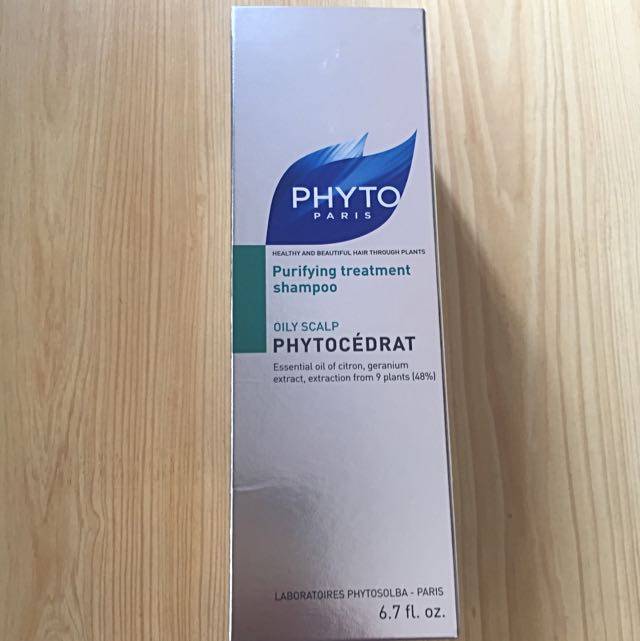 PHYTO
PARIS
HEALTHY AND BEAUTIFUL HAIR THROUGH PLANTS
Purifying treatment
shampoo
OILY SCALP
PHYTOCÉDRAT
Essential oil of citron, geranium
extract, extraction from 9 plants (48%)
LABORATOIRES PHYTOSOLBA - PARIS
6.7 fl. oz.